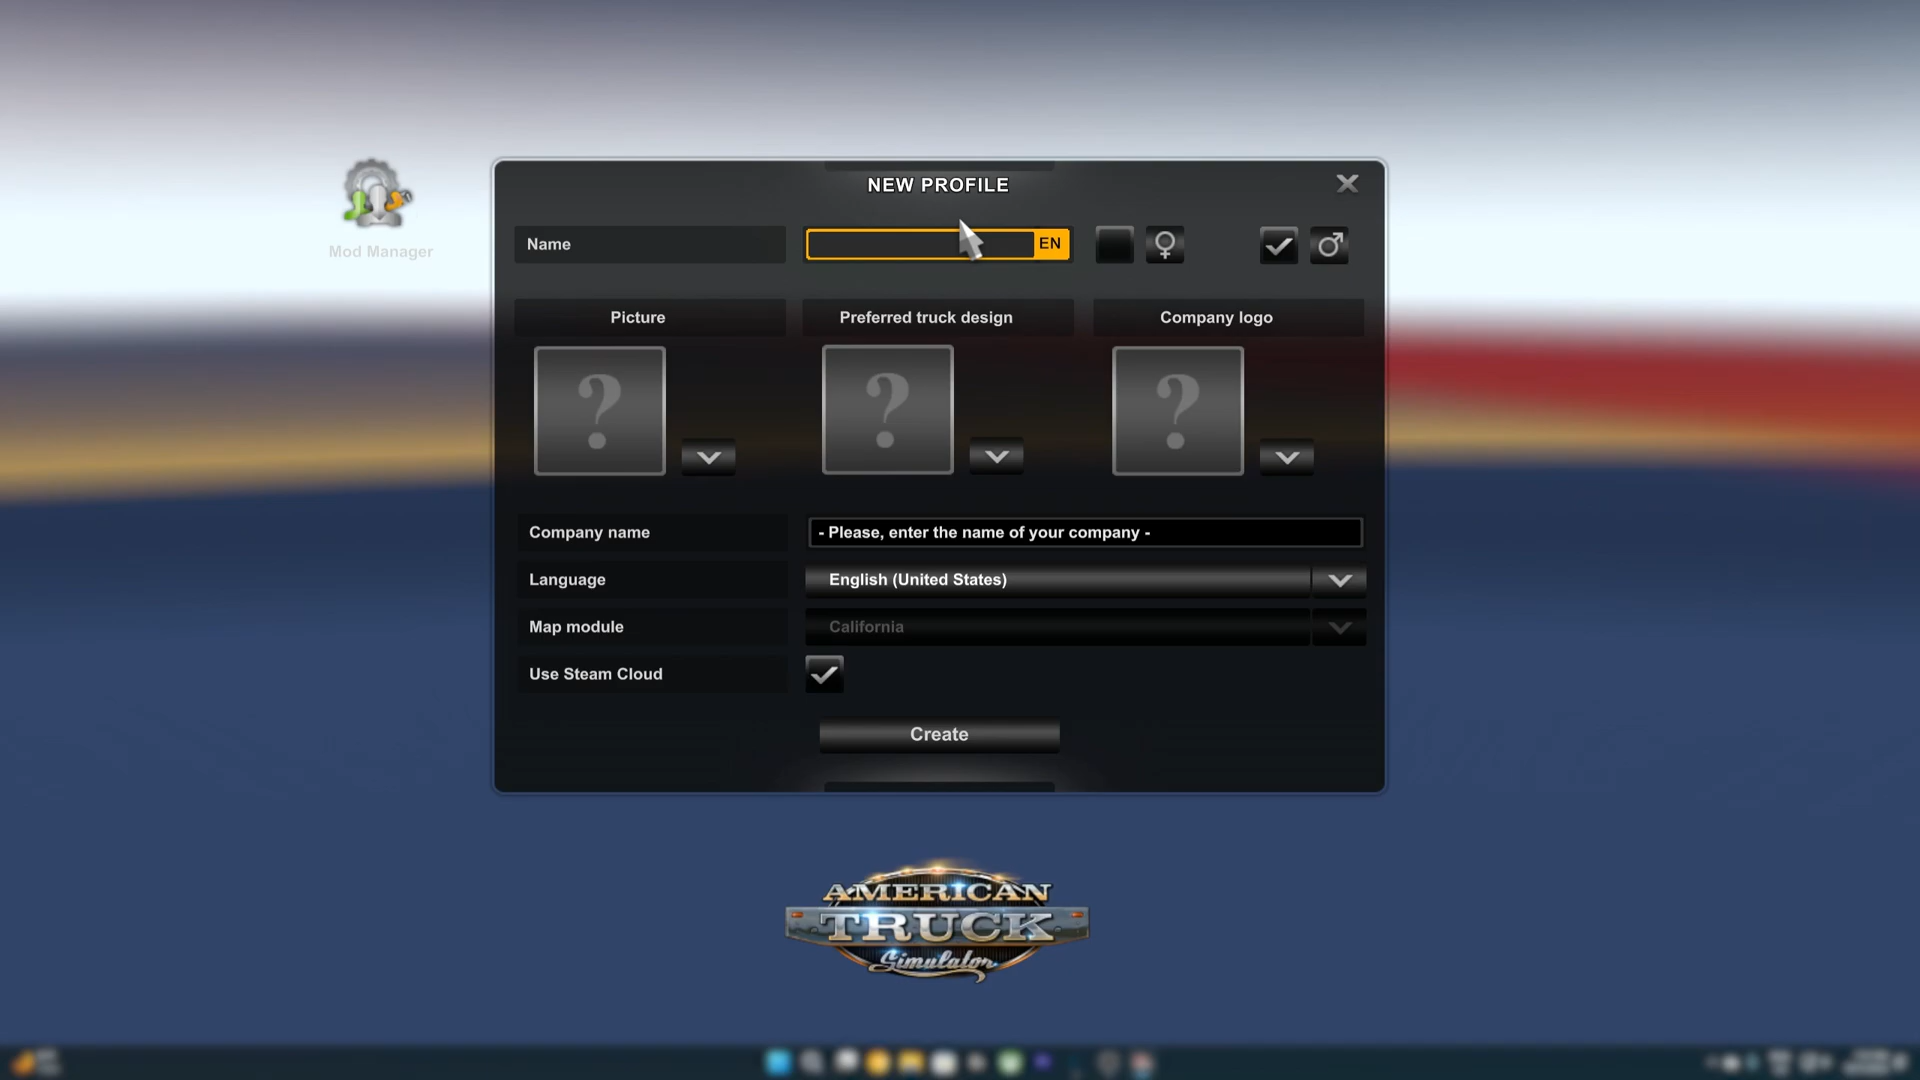 NEW PROFILE
Mod Manager
Name
EN
Picture
Preferred truck design
Company logo
?
?
?
Company name
- Please, enter the name of your company -
Language
English (United States)
Map module
California
Use Steam Cloud
Create
AMERICAN
TRUCK
Simulator